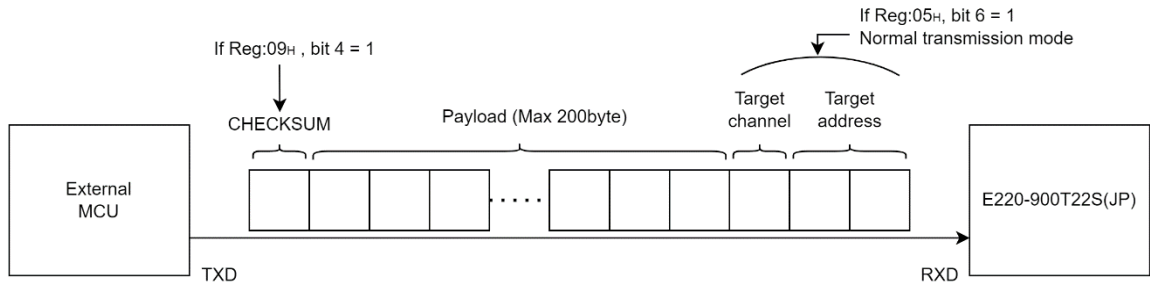 If Reg:05H, bit 6 = 1
Normal transmission mode
If Reg:09H , bit 4 = 1
CHECKSUM
Payload (Max 200byte)
Target
channel
Target
address
External
MCU
.....
E220-900T22S(JP)
TXD
RXD